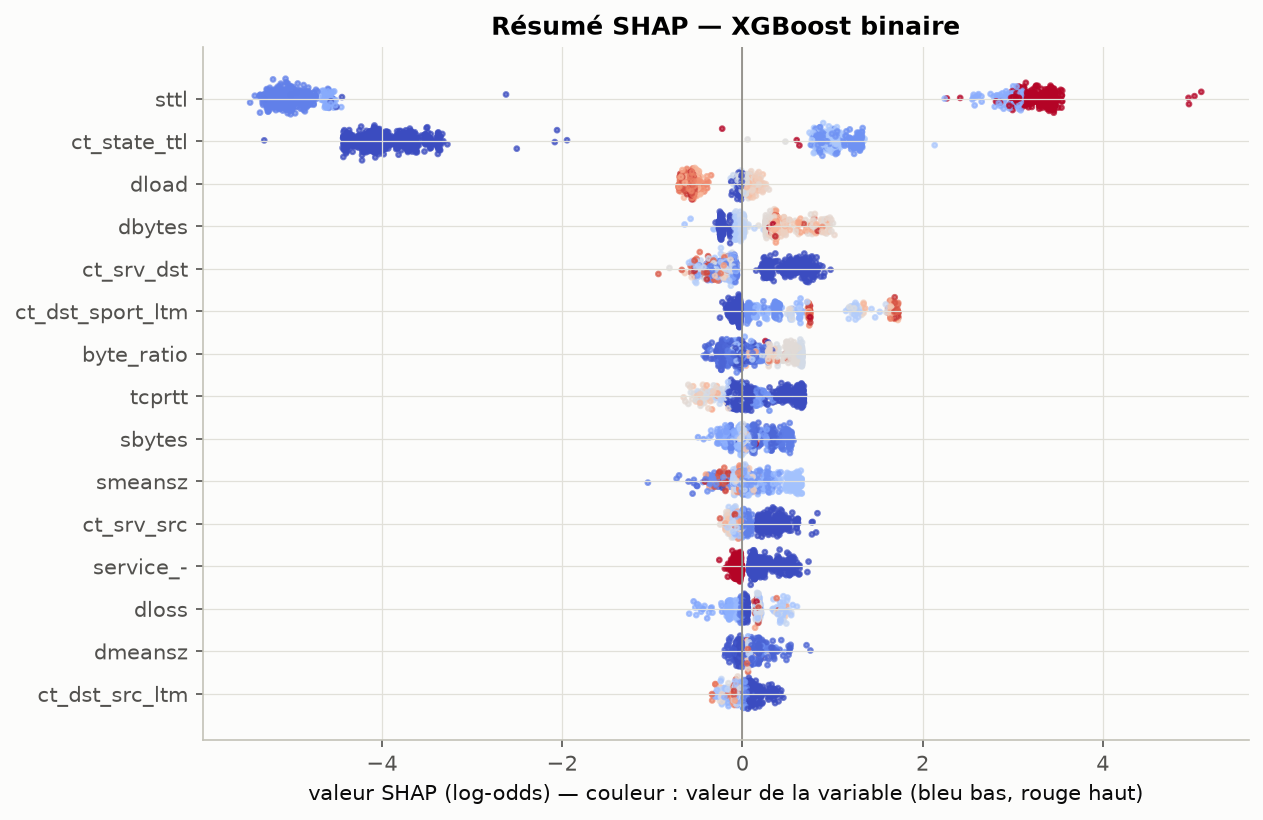 Résumé SHAP — XGBoost binaire
sttl
ct_state_ttl
dload
dbytes
ct_srv_dst
ct_dst_sport_ltm
byte_ratio
tcprtt
sbytes
smeansz
ct_srv_src
service_-
dloss
dmeansz
ct_dst_src_ltm
−4 −2 0 2 4
valeur SHAP (log-odds) — couleur : valeur de la variable (bleu bas, rouge haut)